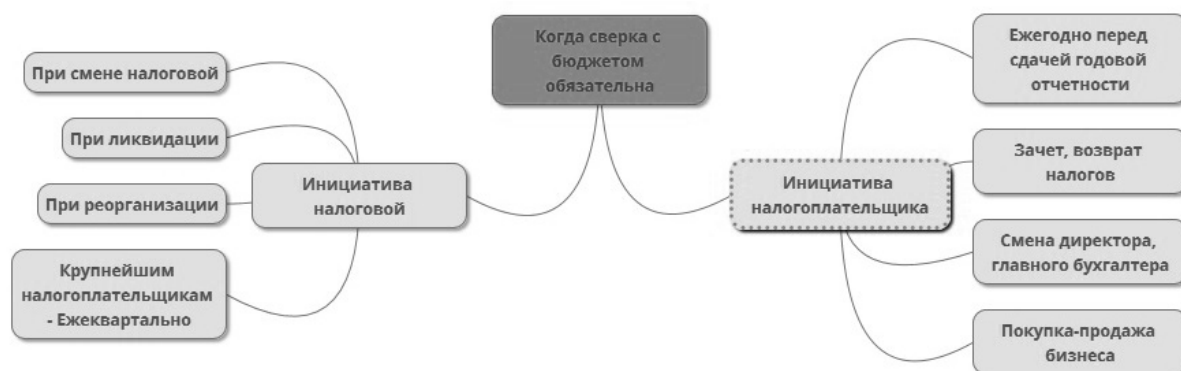 Когда сверка с
бюджетом
обязательна
При смене налоговой
При ликвидации
При реорганизации
Крупнейшим
налогоплательщикам
- Ежеквартально
Инициатива
налоговой
Инициатива
налогоплательщика
Ежегодно перед
сдачей годовой
отчетности
Зачет, возврат
налогов
Смена директора,
главного бухгалтера
Покупка-продажа
бизнеса